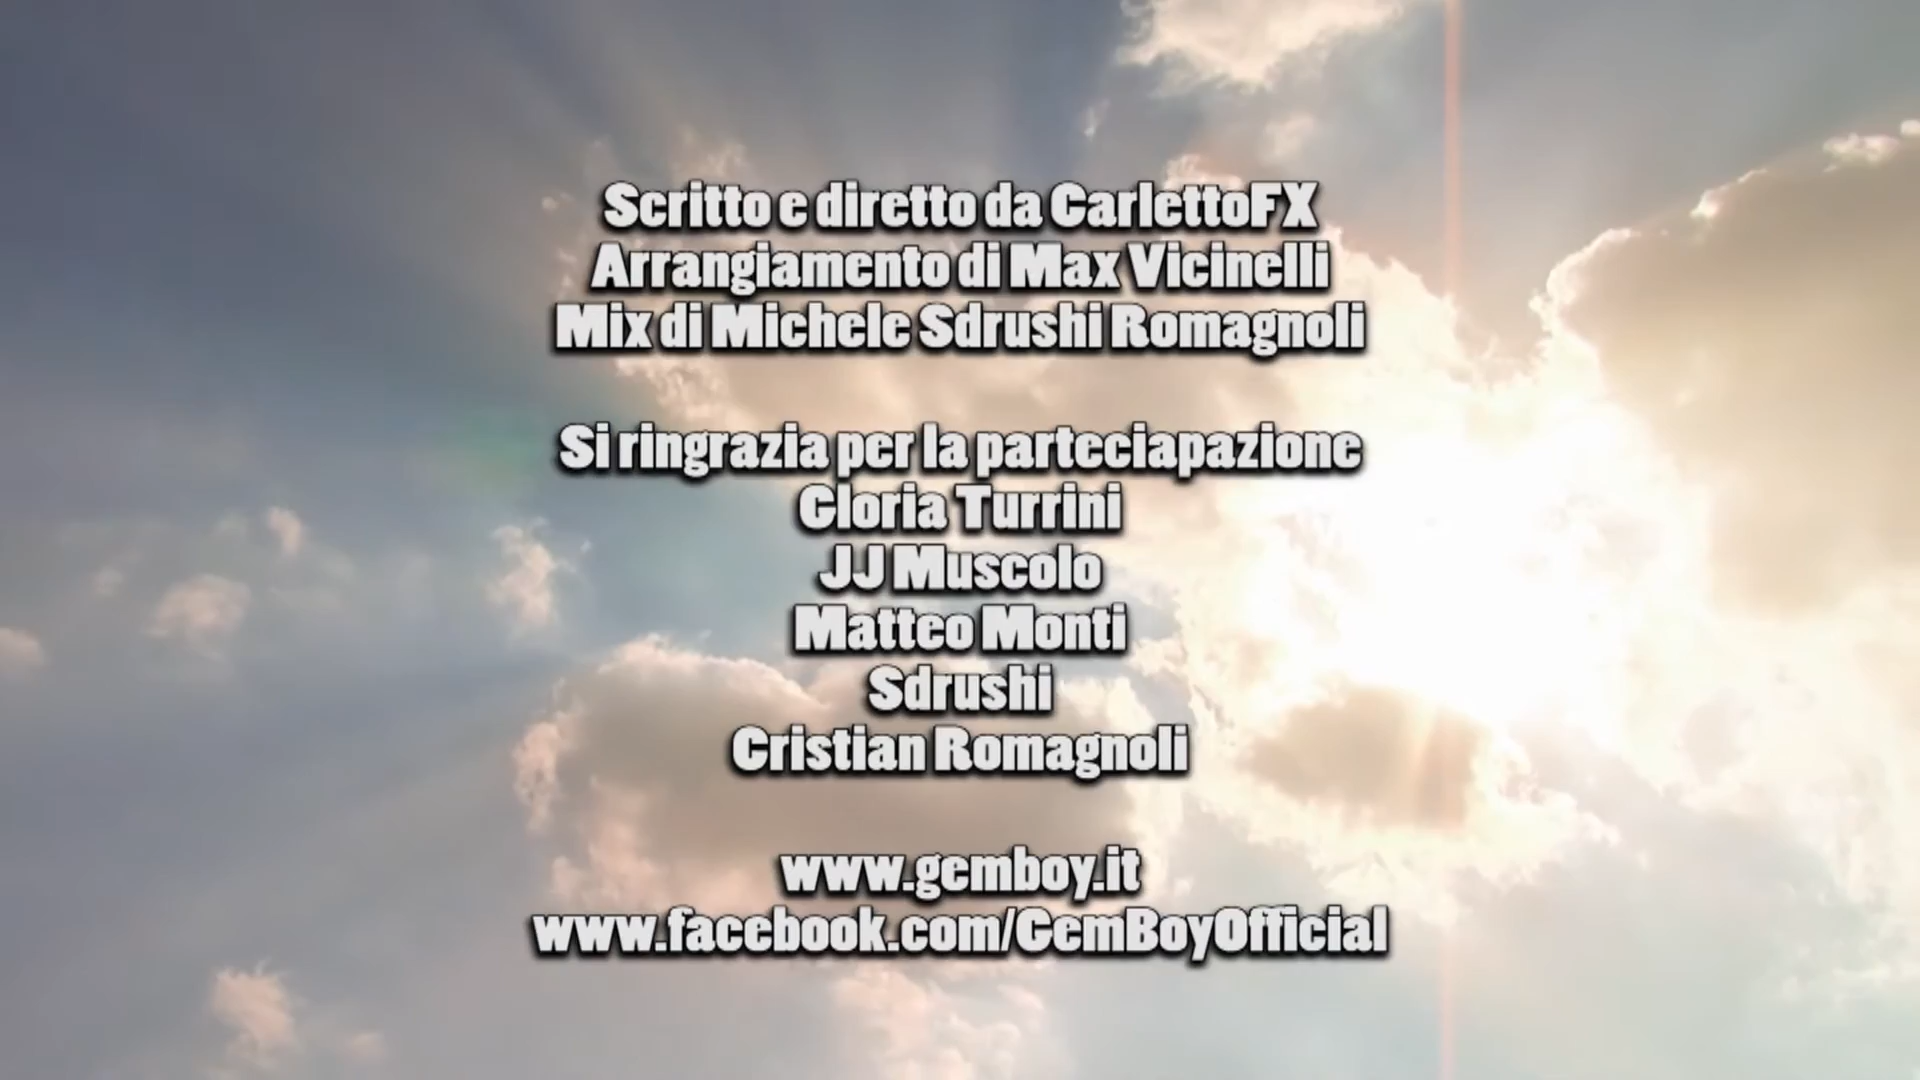 Scritto e diretto da CarlettoFX
Arrangiamento di Max Vicinelli
Mix di Michele Sdrushi Romagnoli
Si ringrazia per la parteciapazione
Gloria Turrini
JJ Muscolo
Matteo Monti
Sdrushi
Cristian Romagnoli
www.gemboy.it
www.facebook.com/GemBoyOfficial